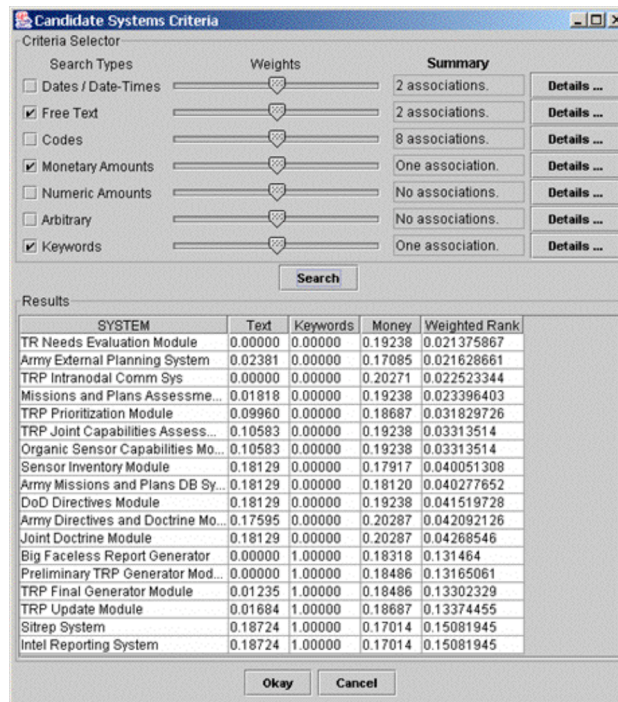 Candidate Systems Criteria
Criteria Selector
Search Types Weights Summary
Dates / Date-Times 2 associations. Details ...
Free Text 2 associations. Details ...
Codes 8 associations. Details ...
Monetary Amounts One association. Details ...
Numeric Amounts No associations. Details ...
Arbitrary No associations. Details ...
Keywords One association. Details ...
Search
Results
SYSTEM Text Keywords Money Weighted Rank
TR Needs Evaluation Module 0.00000 0.00000 0.19238 0.021375867
Army External Planning System 0.02381 0.00000 0.17085 0.021628661
TRP Intranodal Comm Sys 0.00000 0.00000 0.20271 0.022523344
Missions and Plans Assessme... 0.01818 0.00000 0.19238 0.023396403
TRP Prioritization Module 0.09960 0.00000 0.18687 0.031829726
TRP Joint Capabilities Assess... 0.10583 0.00000 0.19238 0.03313514
Organic Sensor Capabilities Mo... 0.10583 0.00000 0.19238 0.03313514
Sensor Inventory Module 0.18129 0.00000 0.17917 0.040051308
Army Missions and Plans DB Sy... 0.18129 0.00000 0.18120 0.040277652
DoD Directives Module 0.18129 0.00000 0.19238 0.041519728
Army Directives and Doctrine Mo... 0.17595 0.00000 0.20287 0.042092126
Joint Doctrine Module 0.18129 0.00000 0.20287 0.04268546
Big Faceless Report Generator 0.00000 1.00000 0.18318 0.131464
Preliminary TRP Generator Mod... 0.00000 1.00000 0.18486 0.13165061
TRP Final Generator Module 0.01235 1.00000 0.18486 0.13302329
TRP Update Module 0.01684 1.00000 0.18687 0.13374455
Sitrep System 0.18724 1.00000 0.17014 0.15081945
Intel Reporting System 0.18724 1.00000 0.17014 0.15081945
Okay Cancel